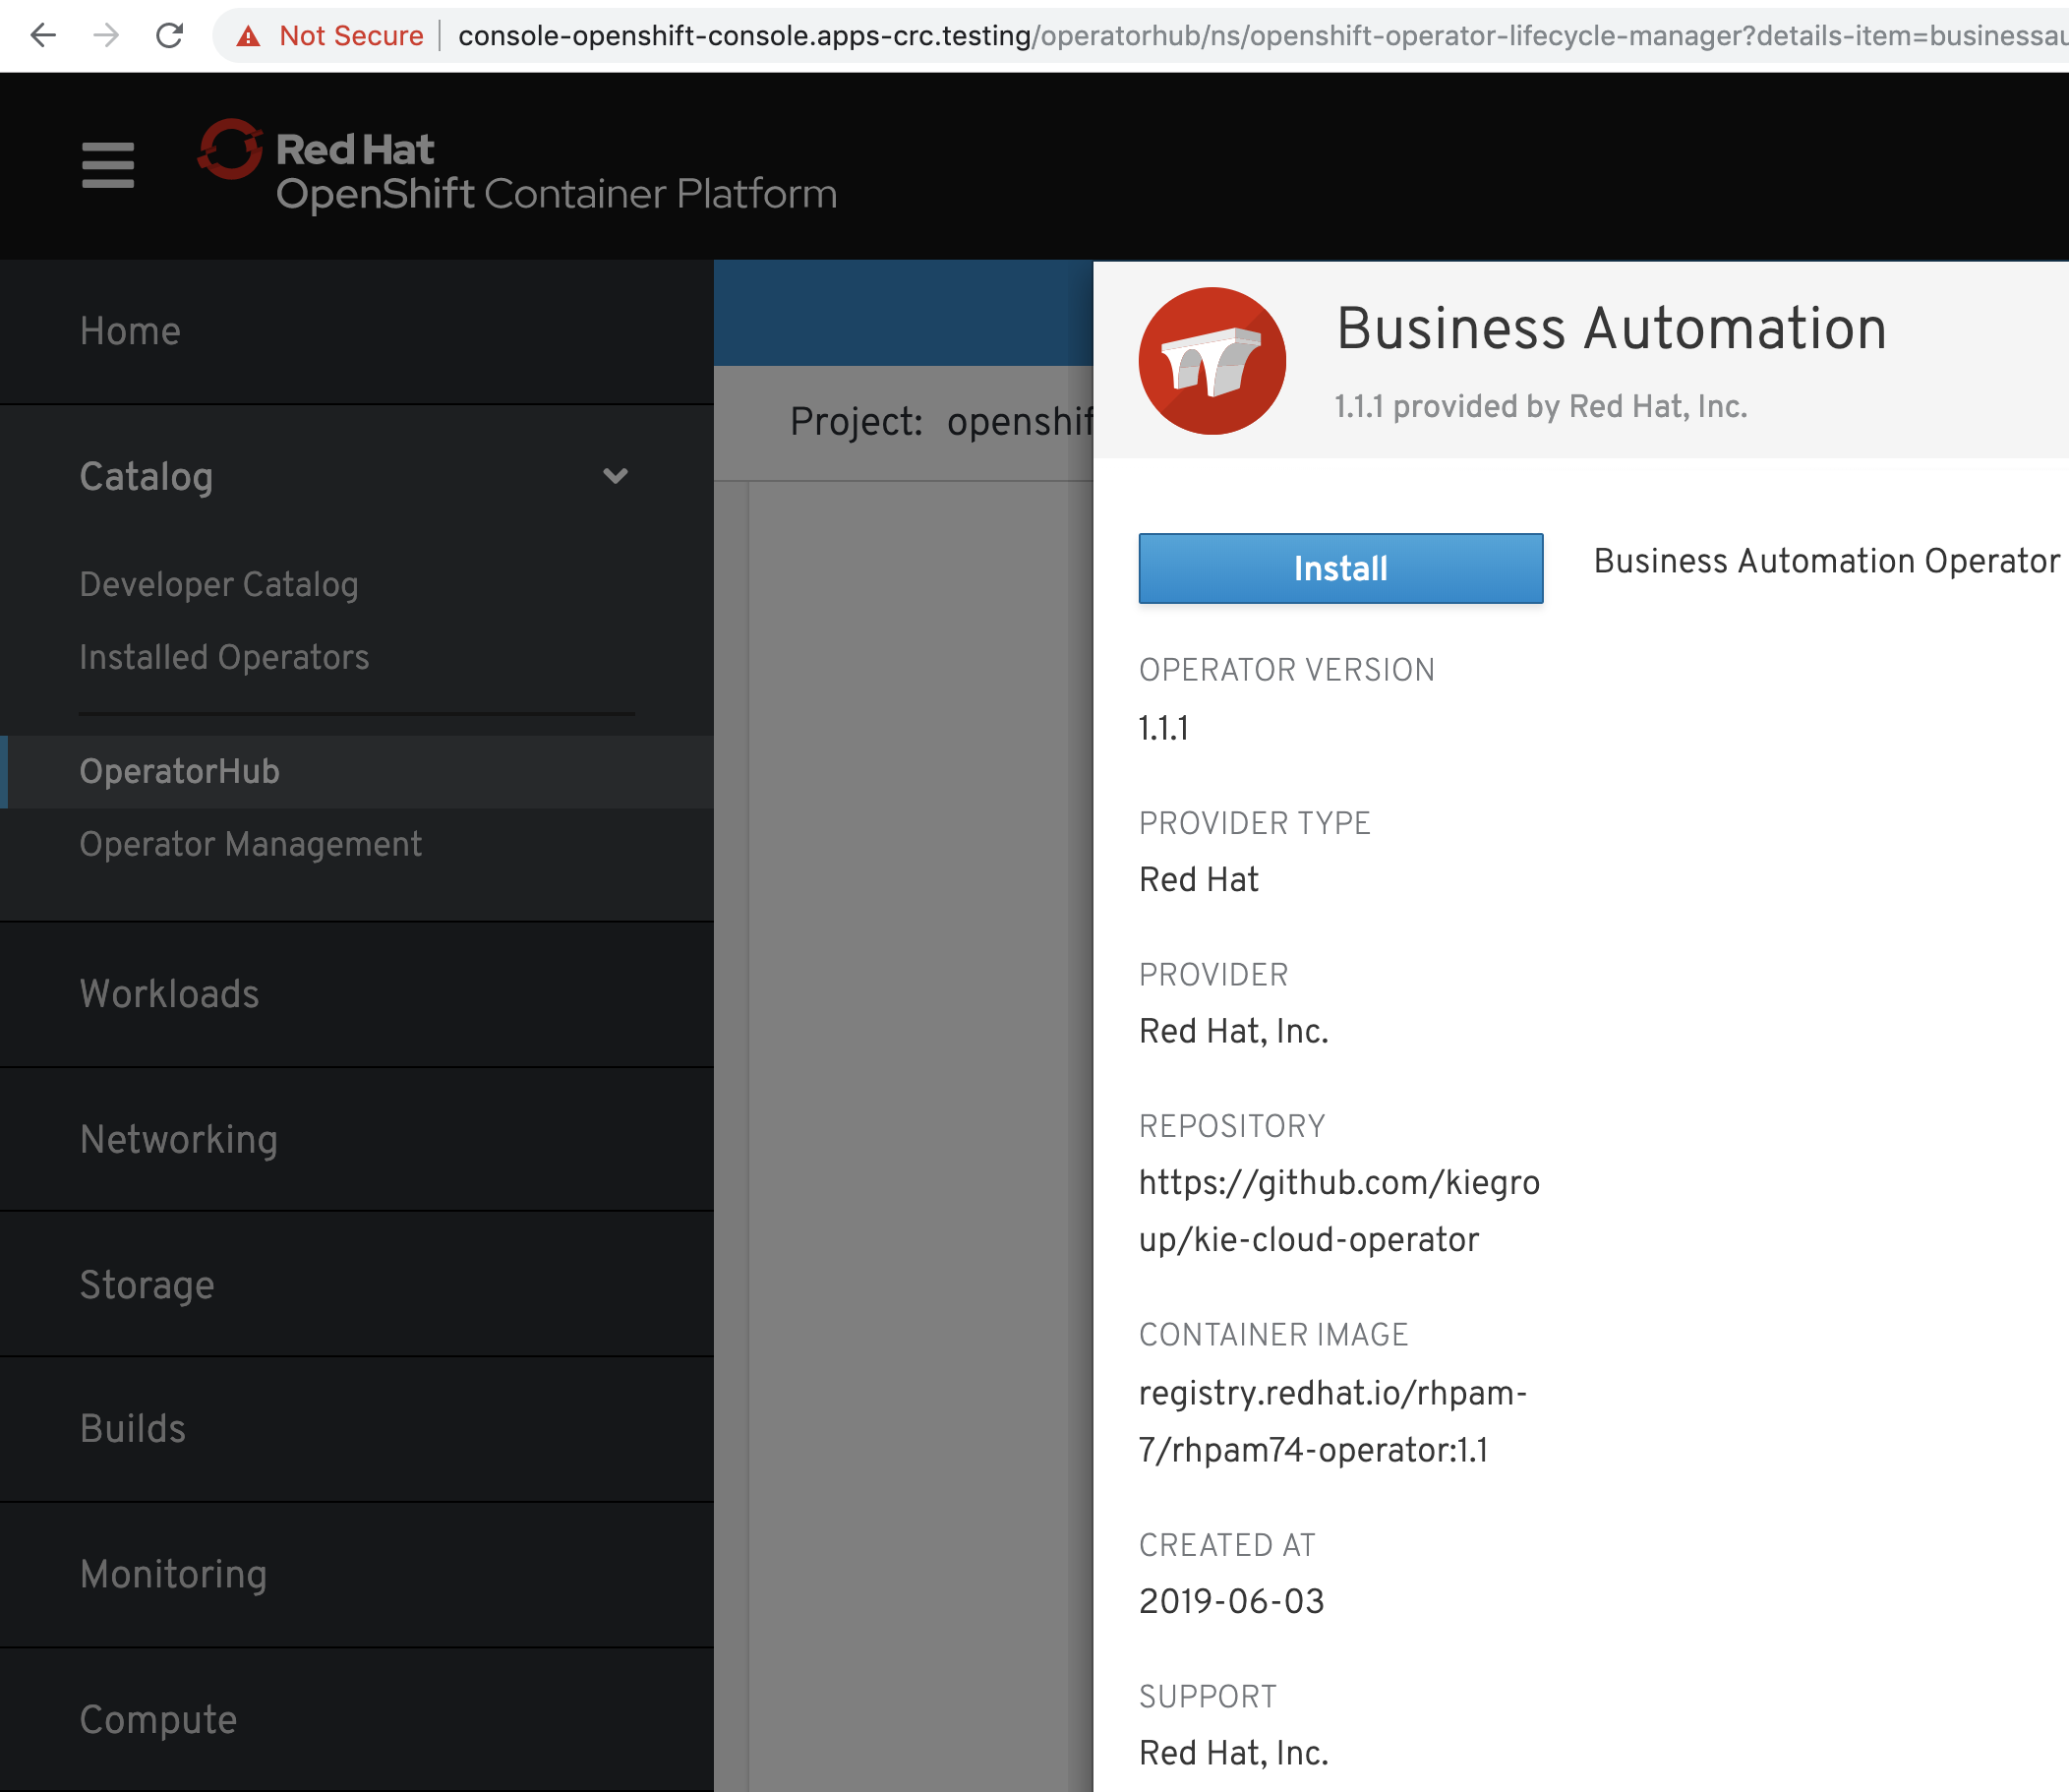 Not Secure console-openshift-console.apps-crc.testing/operatorhub/ns/openshift-operator-lifecycle-manager?details-item=businessau
Red Hat
OpenShift Container Platform
Home
Catalog
Developer Catalog
Installed Operators
OperatorHub
Operator Management
Workloads
Networking
Storage
Builds
Monitoring
Compute
Project: openshif
Business Automation
1.1.1 provided by Red Hat, Inc.
Install
Business Automation Operator
OPERATOR VERSION
1.1.1
PROVIDER TYPE
Red Hat
PROVIDER
Red Hat, Inc.
REPOSITORY
https://github.com/kiegro
up/kie-cloud-operator
CONTAINER IMAGE
registry.redhat.io/rhpam-
7/rhpam74-operator:1.1
CREATED AT
2019-06-03
SUPPORT
Red Hat, Inc.